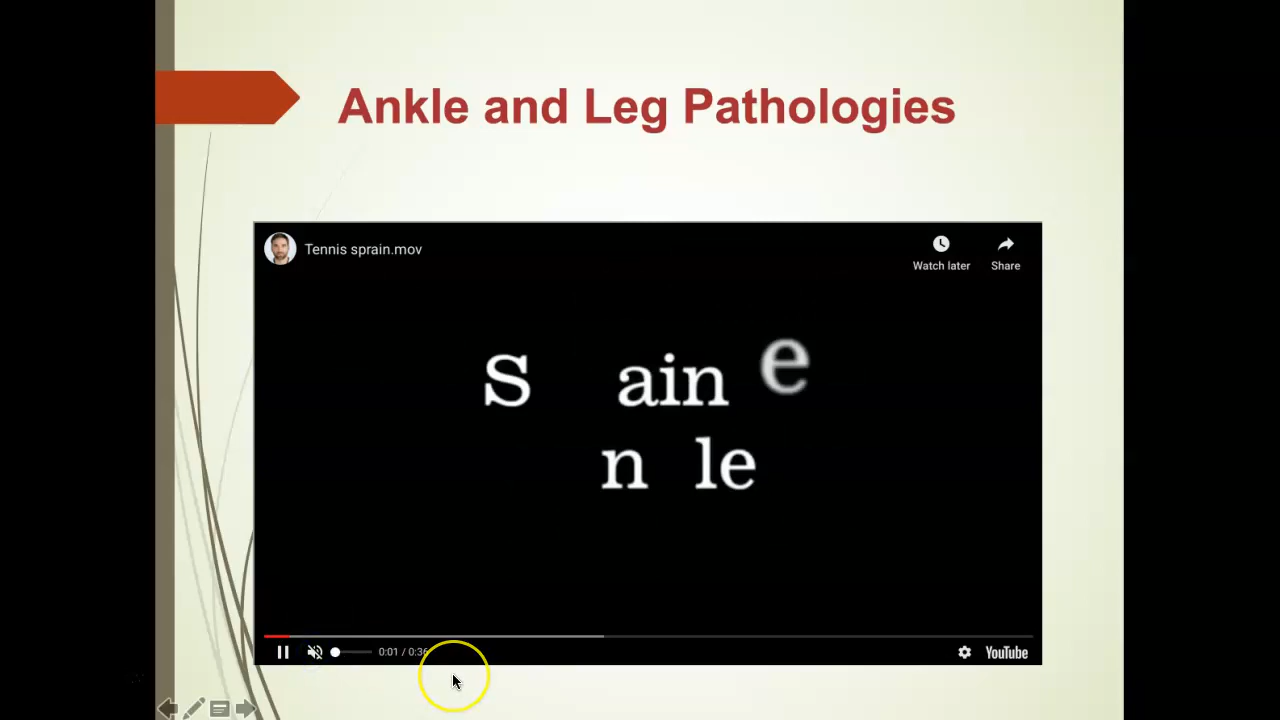 Ankle and Leg Pathologies
Tennis sprain.mov
Watch later
Share
S ain e
n le
0:01 / 0:36
YouTube